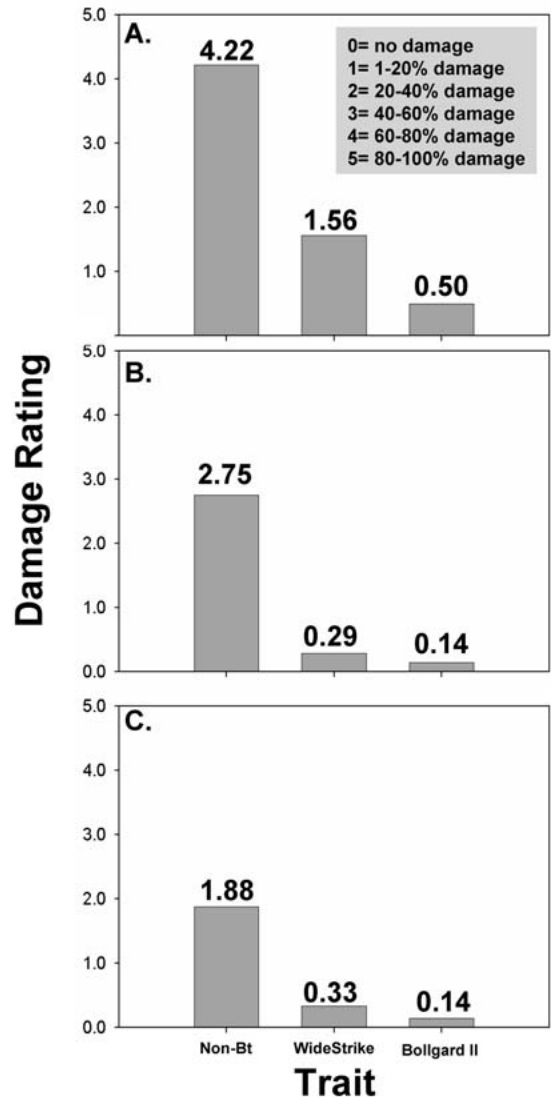 A.
4.22
1.56
0.50
0= no damage
1= 1-20% damage
2= 20-40% damage
3= 40-60% damage
4= 60-80% damage
5= 80-100% damage
5.0
4.0
3.0
2.0
1.0
B.
2.75
0.29
0.14
5.0
4.0
3.0
2.0
1.0
0.0
C.
1.88
0.33
0.14
5.0
4.0
3.0
2.0
1.0
0.0
Damage Rating
Non-Bt WideStrike Bollgard II
Trait